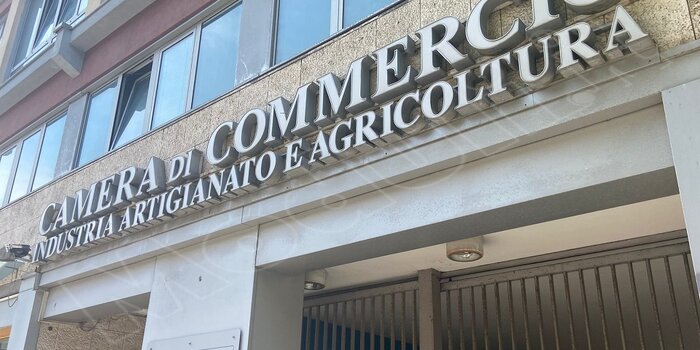 CAMERA DI COMMERCIO
INDUSTRIA ARTIGIANATO E AGRICOLTURA